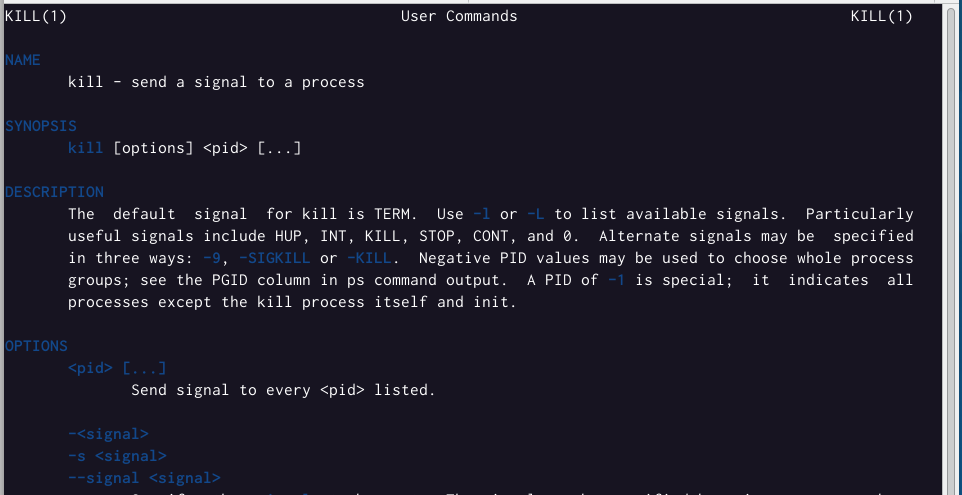 KILL(1) User Commands KILL(1)
NAME
kill - send a signal to a process
SYNOPSIS
kill [options] <pid> [...]
DESCRIPTION
The default signal for kill is TERM. Use -l or -L to list available signals. Particularly
useful signals include HUP, INT, KILL, STOP, CONT, and 0. Alternate signals may be specified
in three ways: -9, -SIGKILL or -KILL. Negative PID values may be used to choose whole process
groups; see the PGID column in ps command output. A PID of -1 is special; it indicates all
processes except the kill process itself and init.
OPTIONS
<pid> [...]
Send signal to every <pid> listed.
-<signal>
-s <signal>
--signal <signal>